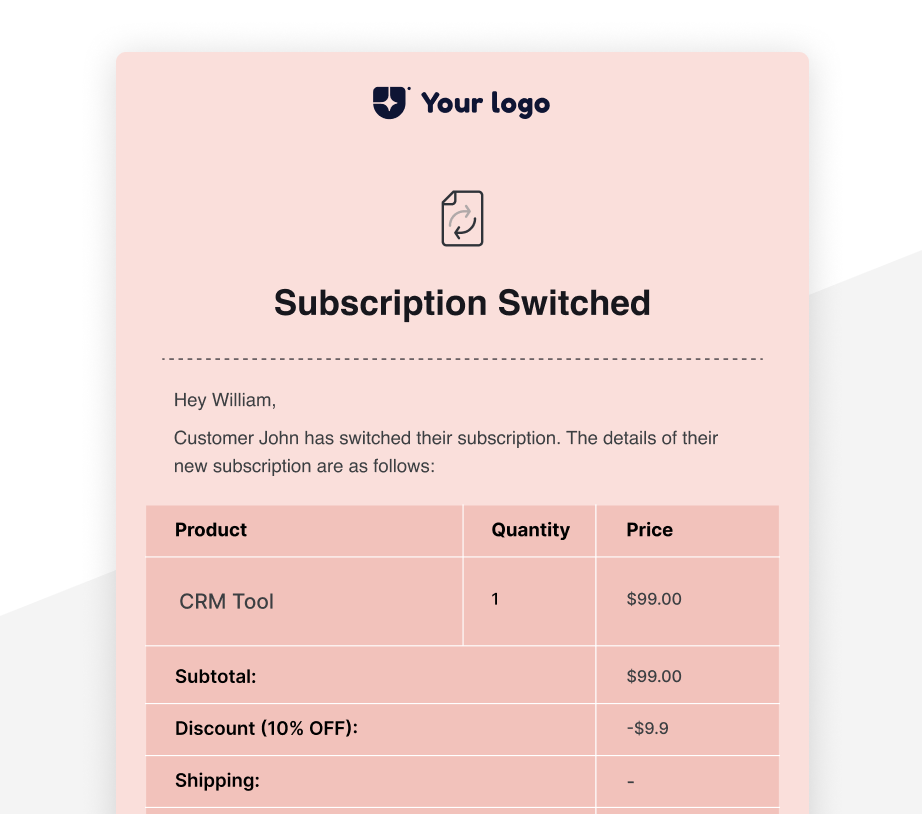 Your logo
Subscription Switched
Hey William,
Customer John has switched their subscription. The details of their
new subscription are as follows:
Product Quantity Price
CRM Tool 1 $99.00
Subtotal: $99.00
Discount (10% OFF): -$9.9
Shipping: -